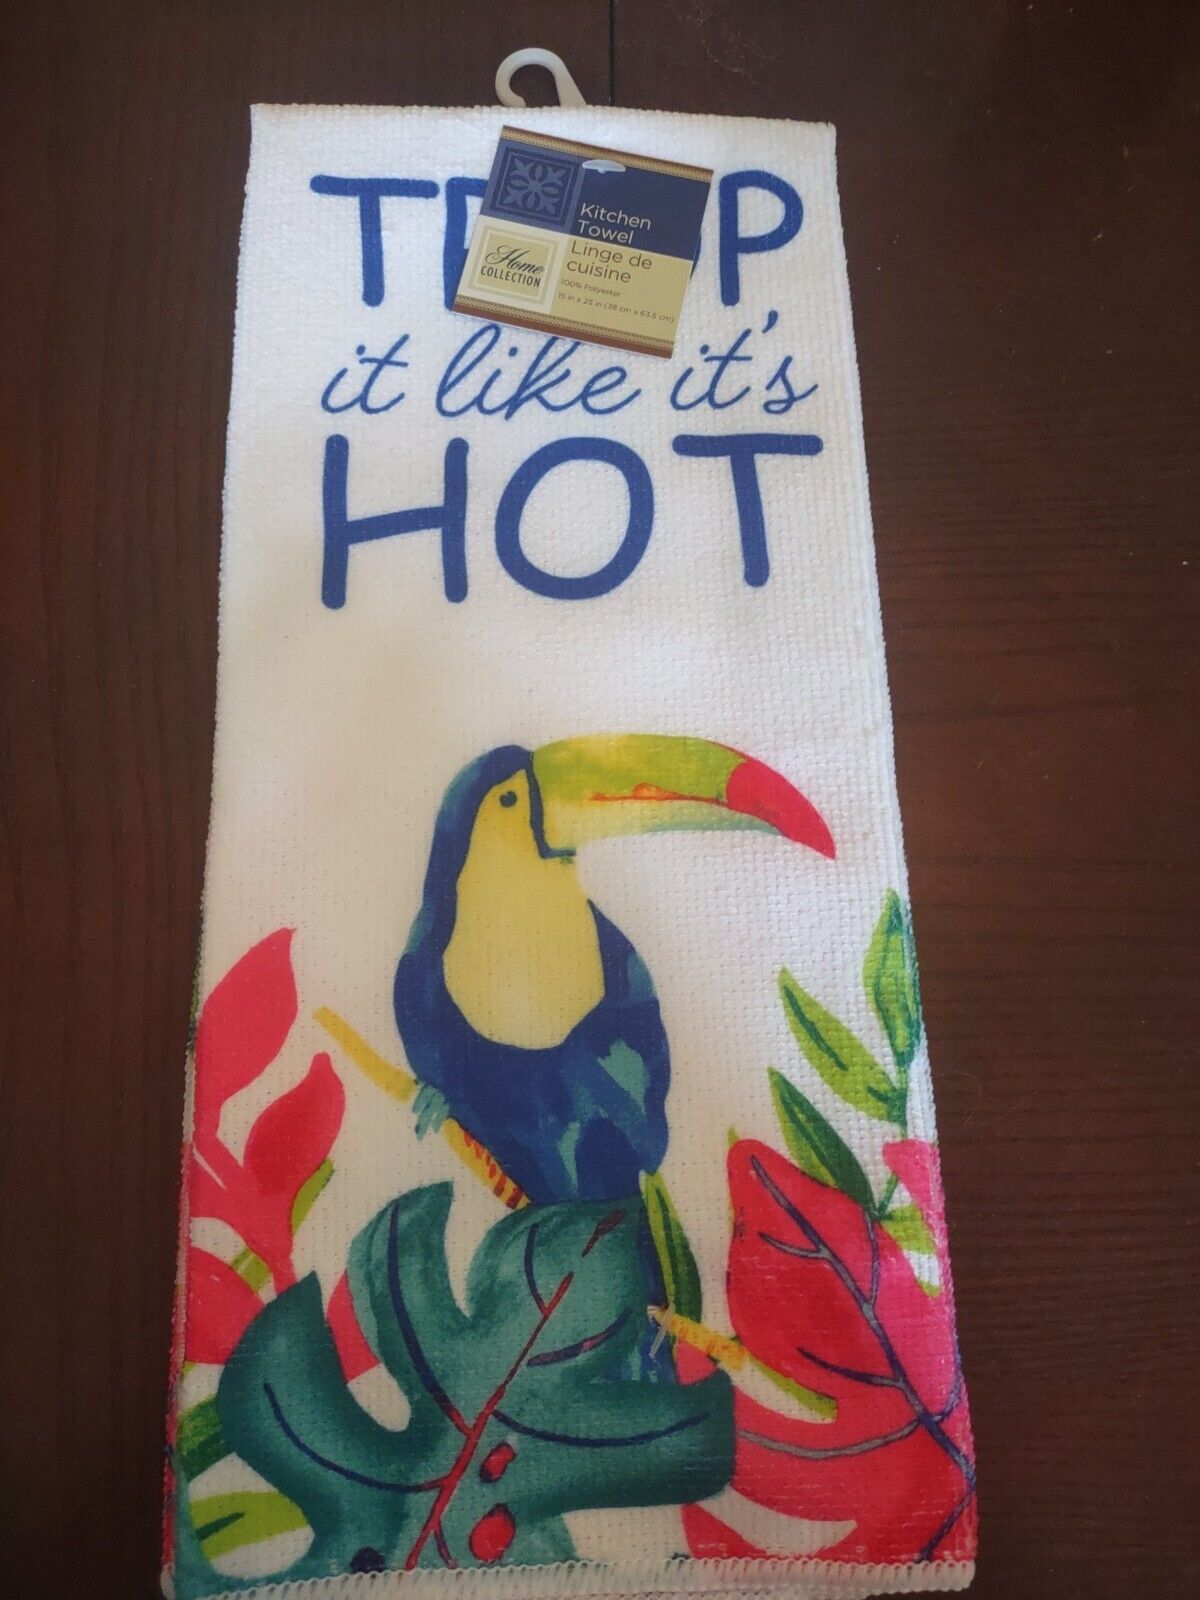 TROP
it like it's
HOT
Kitchen
Towel
Linge de
cuisine
100% Polyester
15 in x 25 in (38 cm x 63.5 cm)
Home
COLLECTION